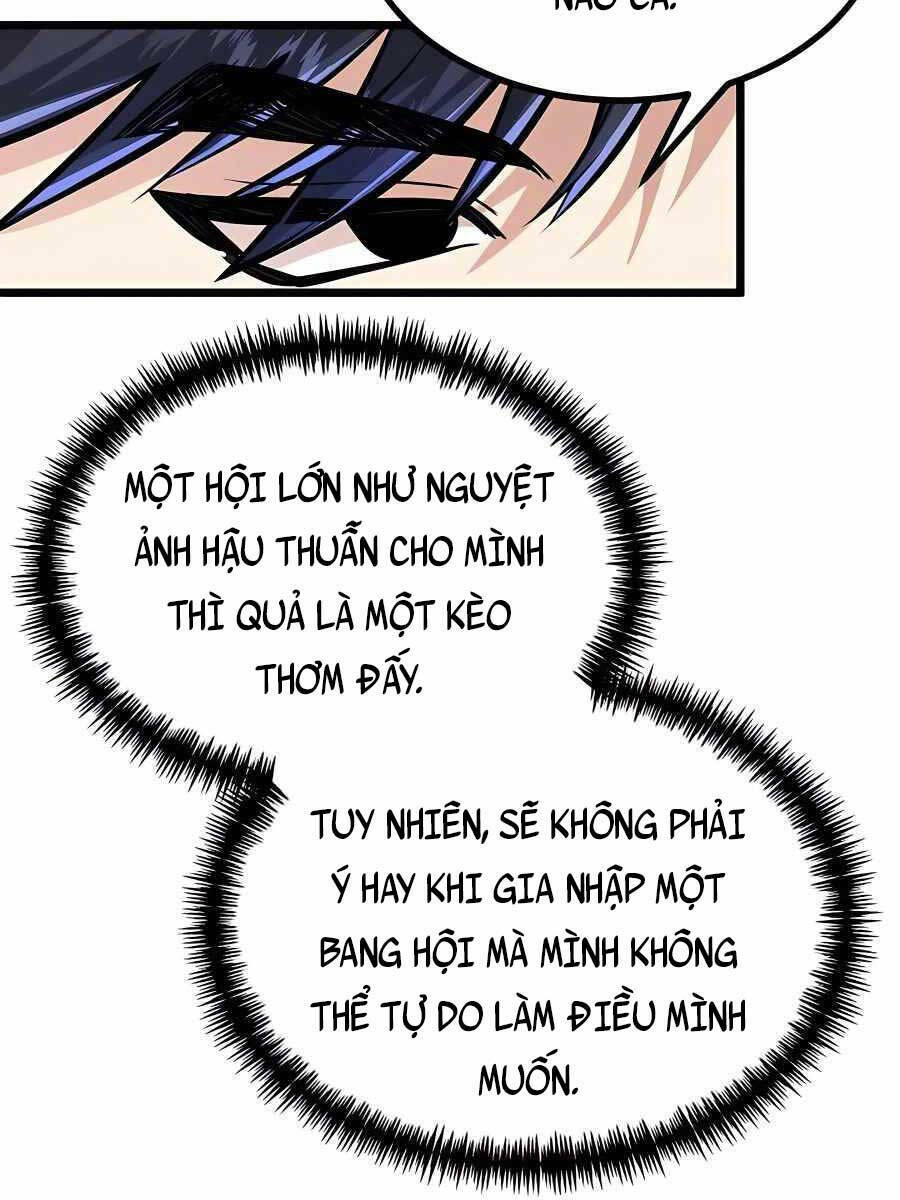 NÀO CẢ.
MỘT HỘI LỚN NHƯ NGUYỆT
ẢNH HẬU THUẪN CHO MÌNH
THÌ QUẢ LÀ MỘT KÈO
THƠM ĐẤY.
TUY NHIÊN, SẼ KHÔNG PHẢI
Ý HAY KHI GIA NHẬP MỘT
BANG HỘI MÀ MÌNH KHÔNG
THỂ TỰ DO LÀM ĐIỀU MÌNH
MUỐN.